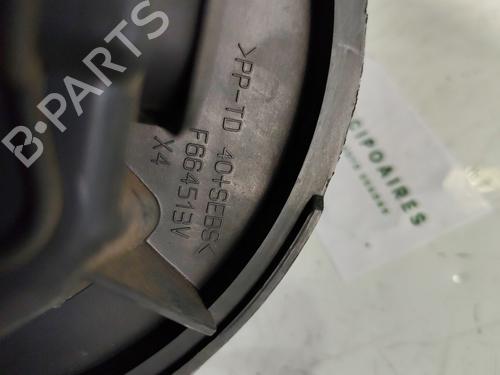 >PP-TD 40+SEBS<
F664513V
X4
CIPOAIRES
B-PARTS